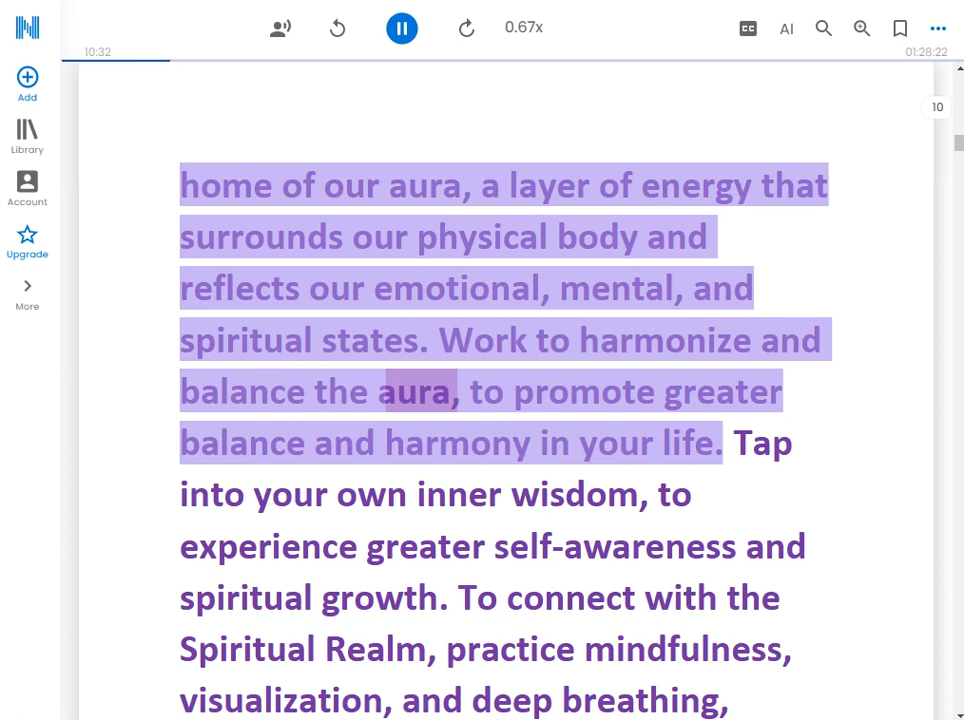 0.67x
CC
AI
10:32
01:28:22
Add
Library
Account
Upgrade
More
10
home of our aura, a layer of energy that
surrounds our physical body and
reflects our emotional, mental, and
spiritual states. Work to harmonize and
balance the aura, to promote greater
balance and harmony in your life. Tap
into your own inner wisdom, to
experience greater self-awareness and
spiritual growth. To connect with the
Spiritual Realm, practice mindfulness,
visualization, and deep breathing,